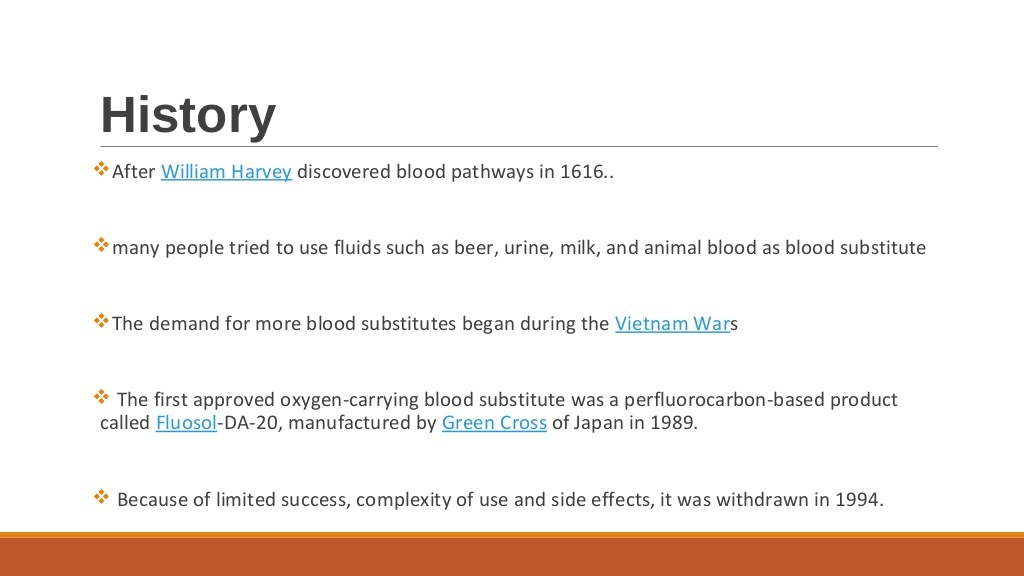 History
❖After William Harvey discovered blood pathways in 1616..
❖many people tried to use fluids such as beer, urine, milk, and animal blood as blood substitute
❖The demand for more blood substitutes began during the Vietnam Wars
❖ The first approved oxygen-carrying blood substitute was a perfluorocarbon-based product
called Fluosol-DA-20, manufactured by Green Cross of Japan in 1989.
❖ Because of limited success, complexity of use and side effects, it was withdrawn in 1994.